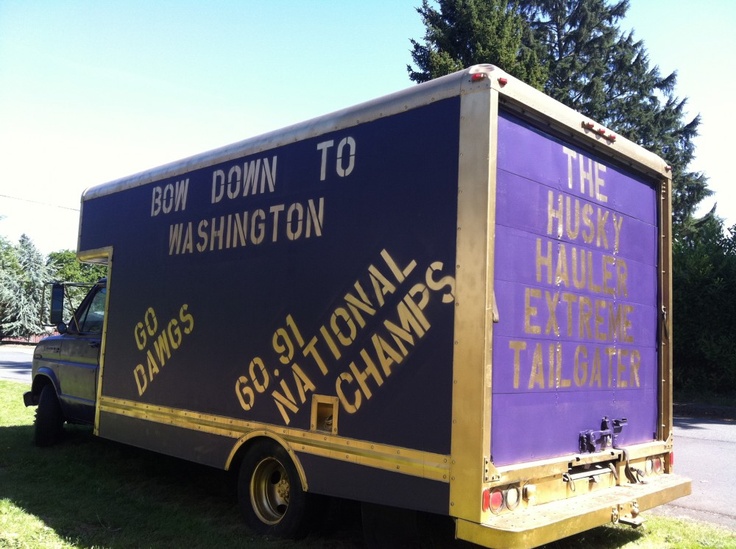 BOW DOWN TO
WASHINGTON
GO
DAWGS
60.91
NATIONAL
CHAMPS
THE
HUSKY
HAULER
EXTREME
TAILGATER